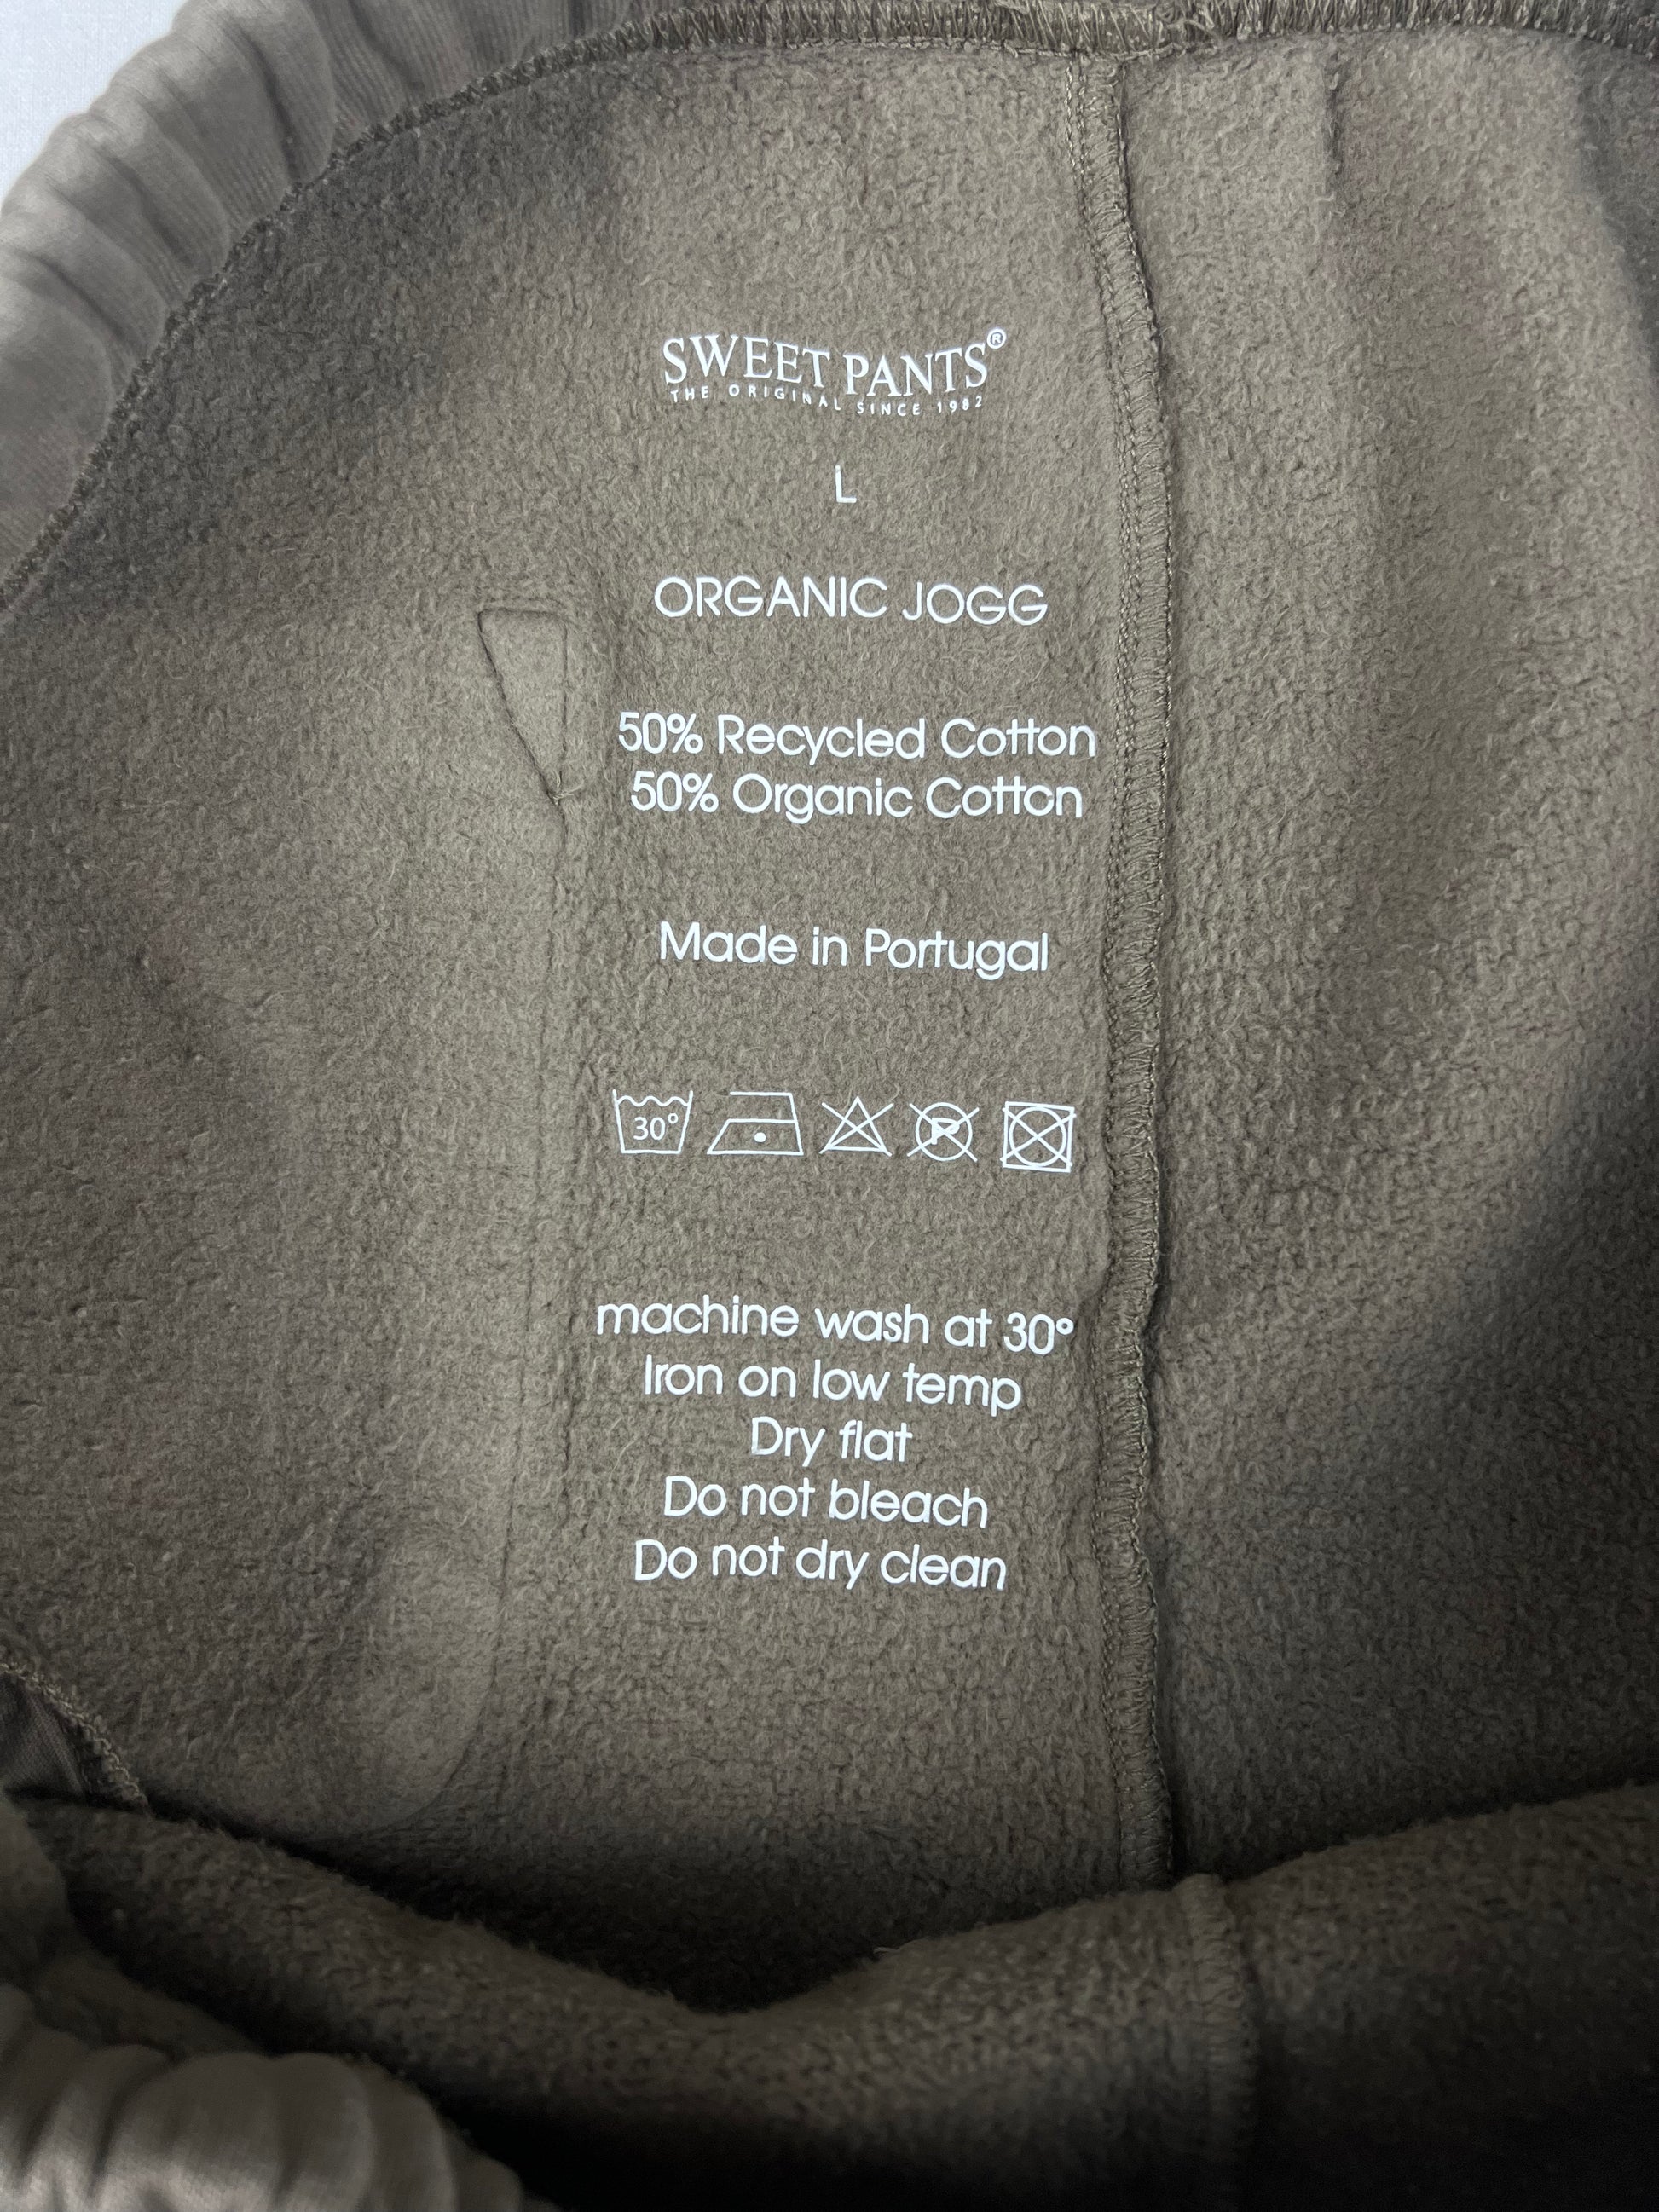 SWEET PANTS®
THE ORIGINAL SINCE 1982
L
ORGANIC JOGG
50% Recycled Cotton
50% Organic Cotton
Made in Portugal
30° P
machine wash at 30°
Iron on low temp
Dry flat
Do not bleach
Do not dry clean